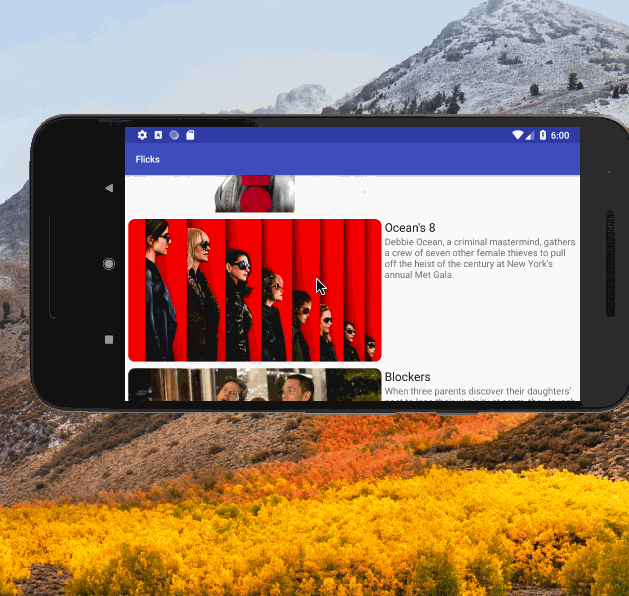 6:00
Flicks
Ocean's 8
Debbie Ocean, a criminal mastermind, gathers
a crew of seven other female thieves to pull
off the heist of the century at New York's
annual Met Gala.
Blockers
When three parents discover their daughters'